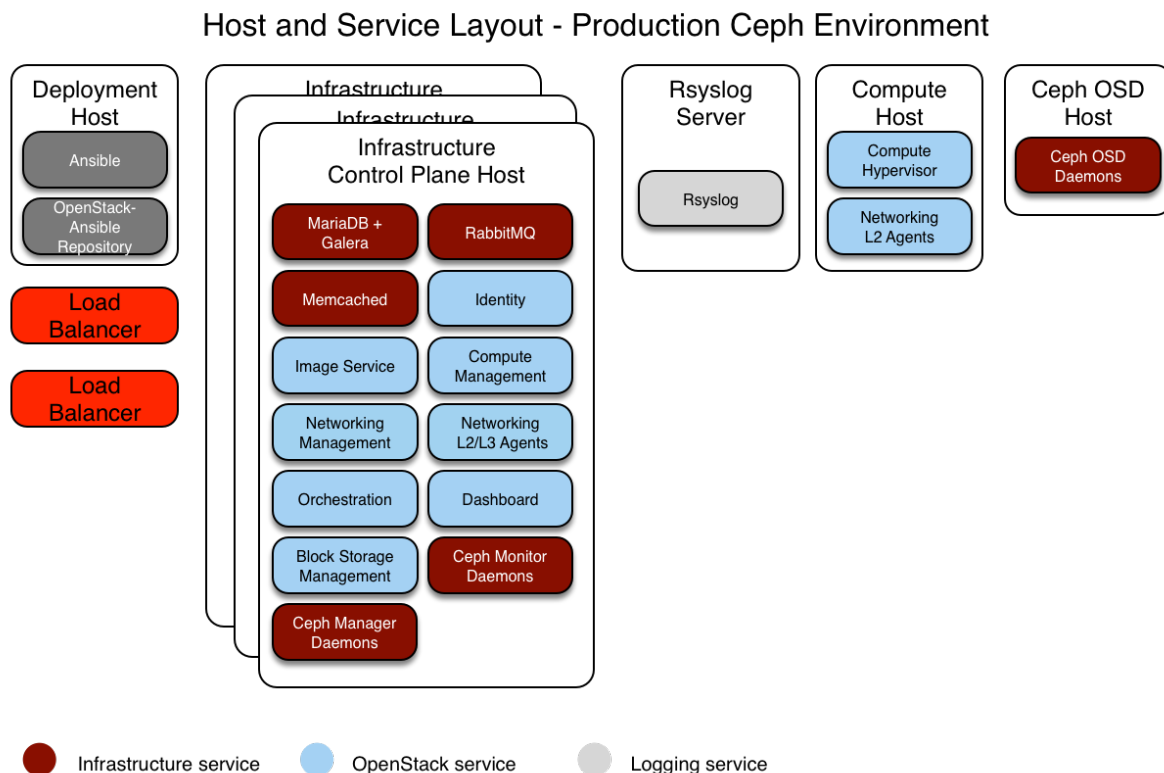 Host and Service Layout - Production Ceph Environment
Deployment
Host
Ansible
OpenStack-
Ansible
Repository
Load
Balancer
Load
Balancer
Infrastructure
Infrastructure
Infrastructure
Control Plane Host
MariaDB +
Galera
RabbitMQ
Memcached
Identity
Image Service
Compute
Management
Networking
Management
Networking
L2/L3 Agents
Orchestration
Dashboard
Block Storage
Management
Ceph Monitor
Daemons
Ceph Manager
Daemons
Rsyslog
Server
Rsyslog
Compute
Host
Compute
Hypervisor
Networking
L2 Agents
Ceph OSD
Host
Ceph OSD
Daemons
Infrastructure service
OpenStack service
Logging service